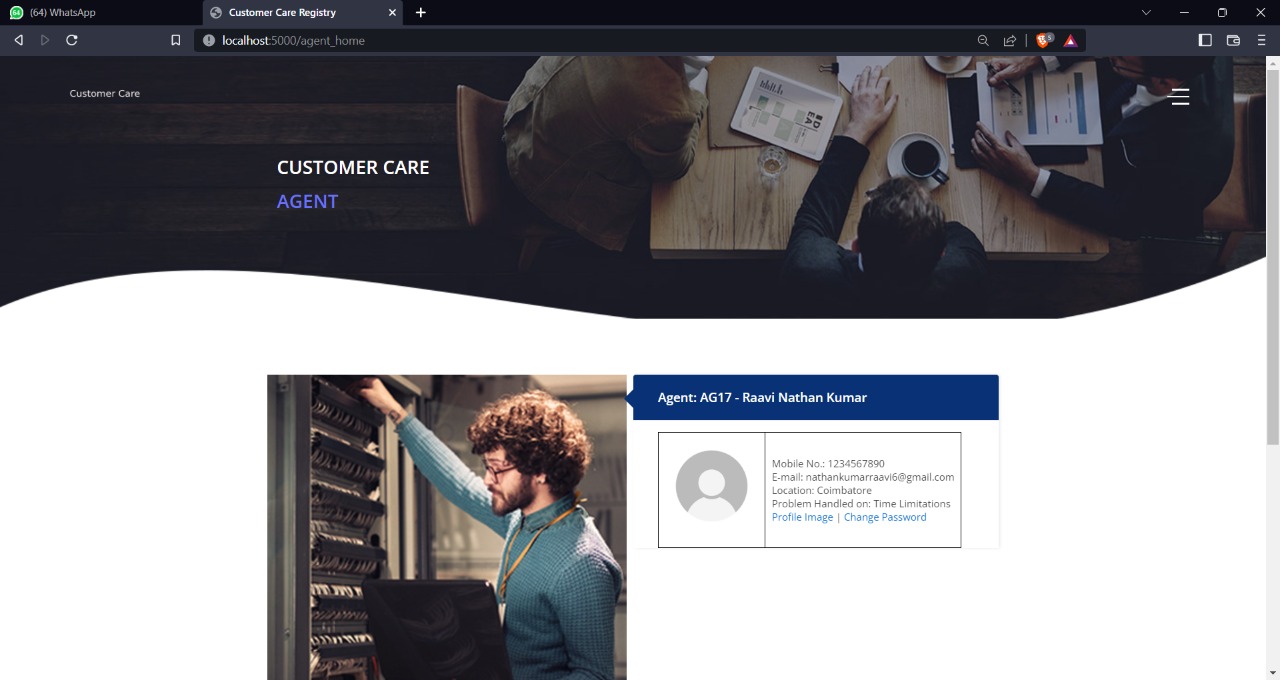 (64) WhatsApp
Customer Care Registry
localhost:5000/agent_home
5
Customer Care
CUSTOMER CARE
AGENT
Agent: AG17 - Raavi Nathan Kumar
Mobile No.: 1234567890
E-mail: nathankumarraavi6@gmail.com
Location: Coimbatore
Problem Handled on: Time Limitations
Profile Image | Change Password